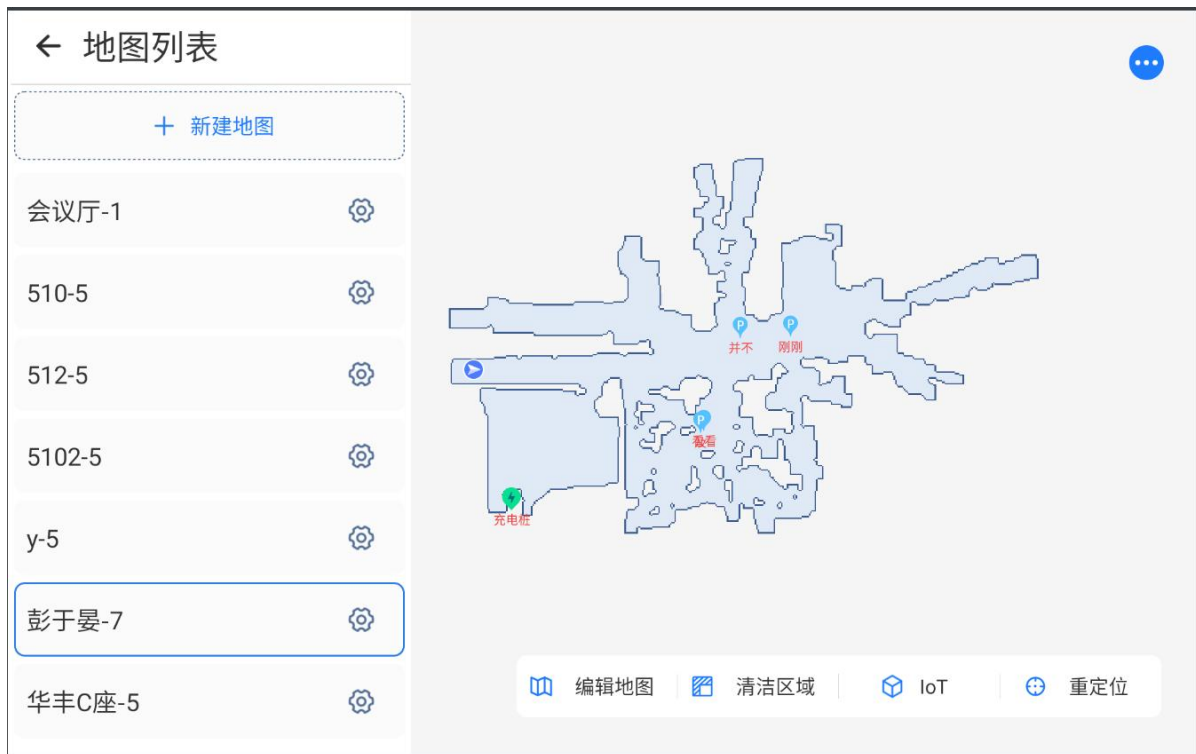 地图列表
新建地图
会议厅-1
510-5
512-5
5102-5
y-5
彭于晏-7
华丰C座-5
并不
刚刚
看
充电桩
编辑地图
清洁区域
IoT
重定位